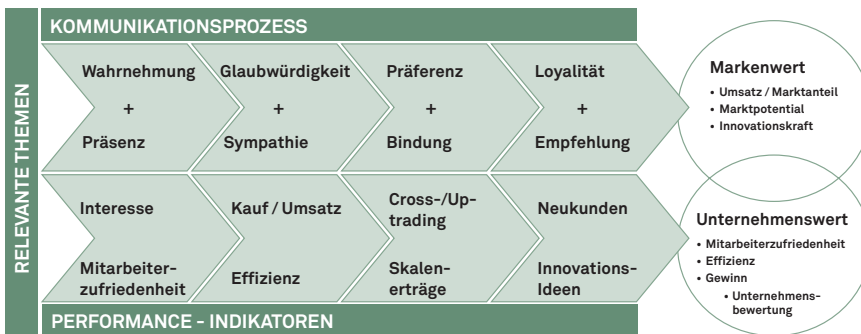 RELEVANTE THEMEN
KOMMUNIKATIONSPROZESS
Wahrnehmung
+
Präsenz
Glaubwürdigkeit
+
Sympathie
Präferenz
+
Bindung
Loyalität
+
Empfehlung
Markenwert
• Umsatz / Marktanteil
• Marktpotential
• Innovationskraft
Interesse
Mitarbeiter-
zufriedenheit
Kauf / Umsatz
Effizienz
Cross-/Up-
trading
Skalen-
erträge
Neukunden
Innovations-
Ideen
Unternehmenswert
• Mitarbeiterzufriedenheit
• Effizienz
• Gewinn
• Unternehmens-
bewertung
PERFORMANCE - INDIKATOREN